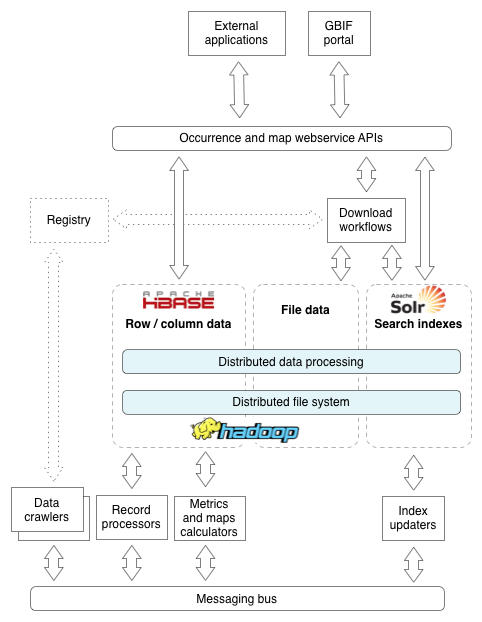 External
applications
GBIF
portal
Occurrence and map webservice APIs
Registry
Download
workflows
APACHE
HBASE
Row / column data
File data
Apache
Solr
Search indexes
Distributed data processing
Distributed file system
hadoop
Data
crawlers
Record
processors
Metrics
and maps
calculators
Index
updaters
Messaging bus